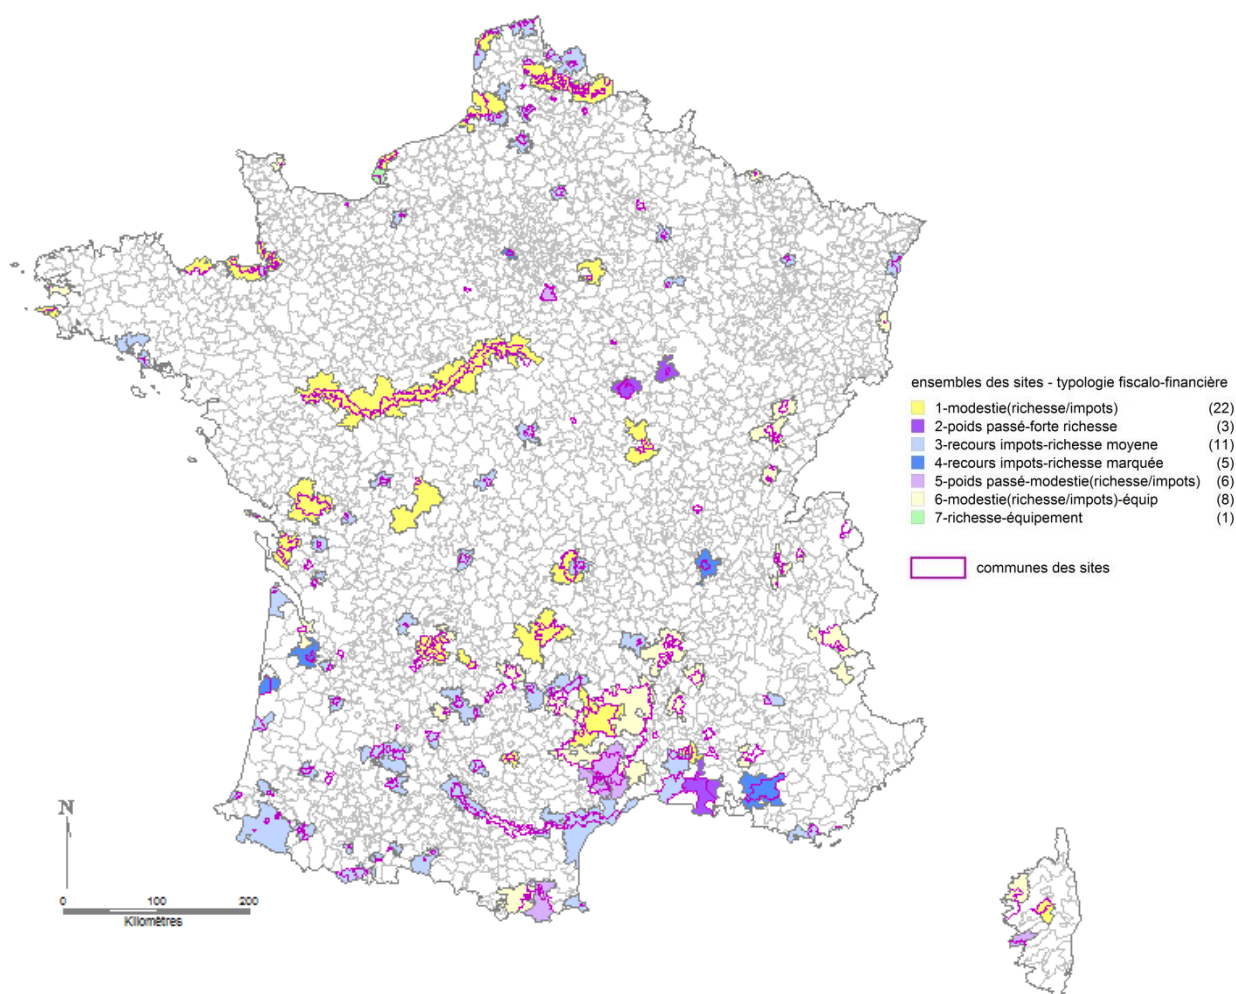 ensembles des sites - typologie fiscalo-financière
1-modestie(richesse/impots) (22)
2-poids passé-forte richesse (3)
3-recours impots-richesse moyenne (11)
4-recours impots-richesse marquée (5)
5-poids passé-modestie(richesse/impots) (6)
6-modestie(richesse/impots)-équip (8)
7-richesse-équipement (1)
communes des sites
N
0 100 200
Kilomètres